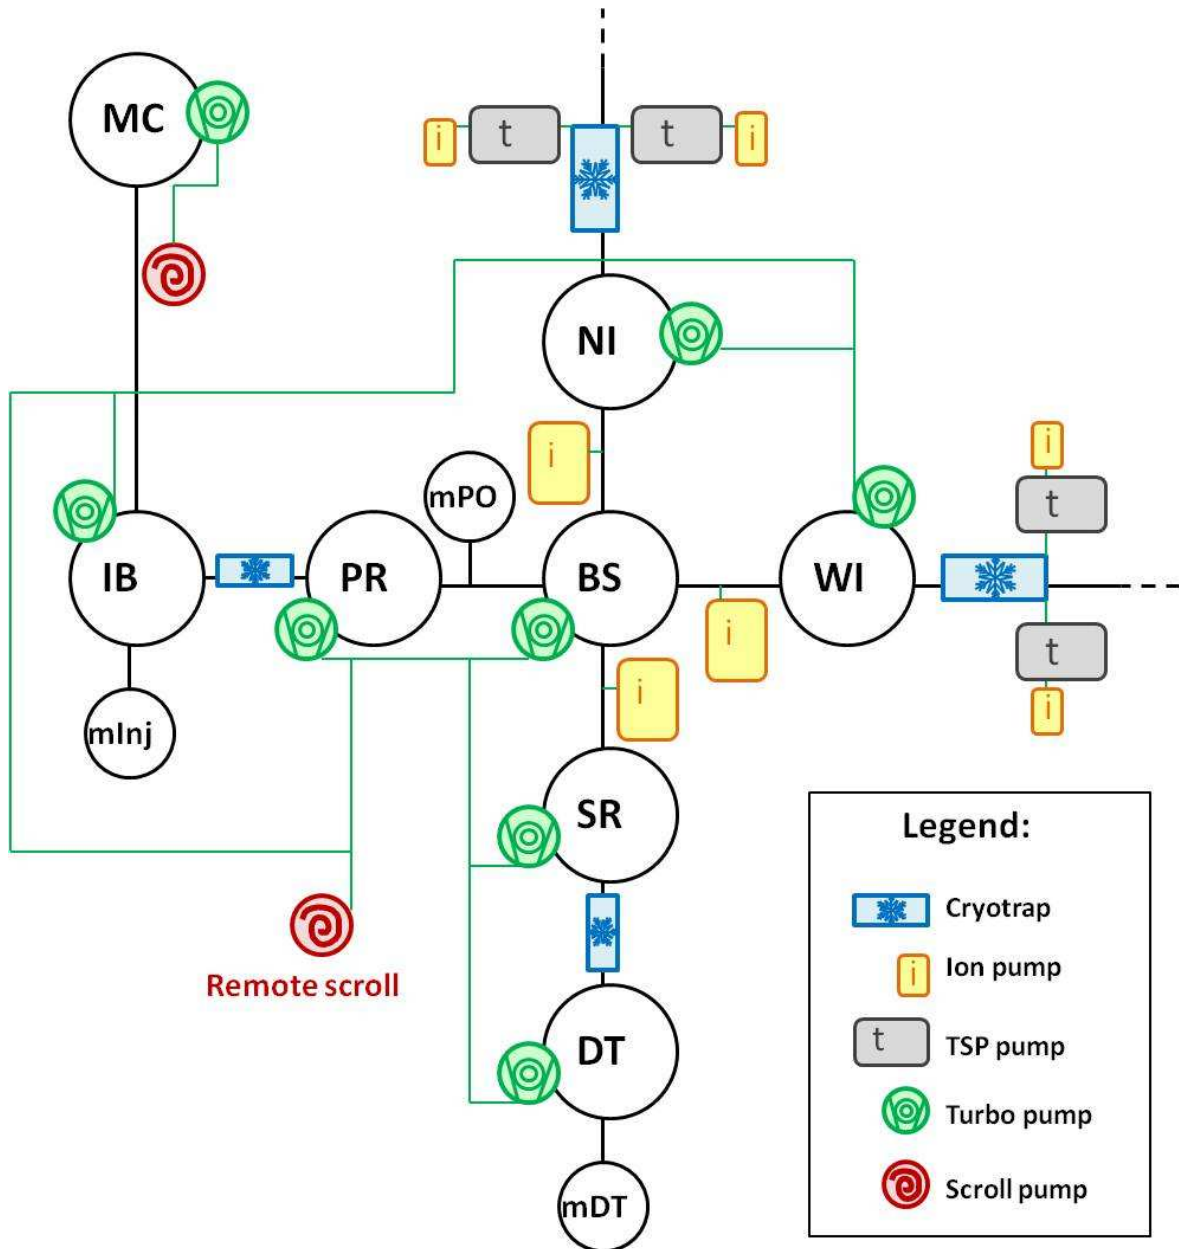 MC
i
t
t
i
NI
i
i
t
mPO
IB
PR
BS
WI
i
t
i
i
mInj
SR
Legend:
Cryotrap
i
Ion pump
t
TSP pump
Remote scroll
DT
Turbo pump
Scroll pump
mDT